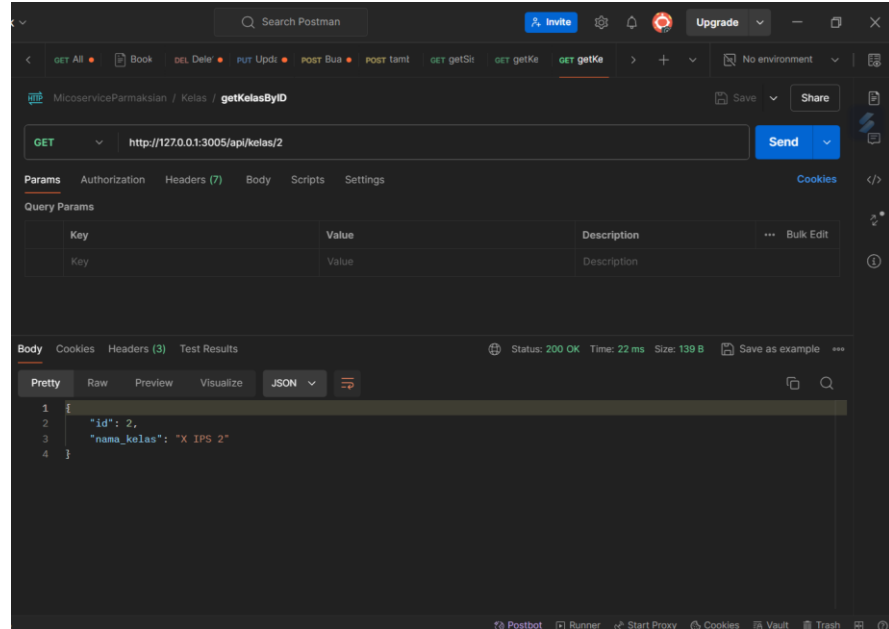 Search Postman
Invite
Upgrade
GET All
Book
DEL Dele
PUT Upda
POST Bua
POST tamb
GET getSis
GET getKe
GET getKe
No environment
HTTP MicoserviceParmaksian / Kelas / getKelasByID
Save
Share
GET http://127.0.0.1:3005/api/kelas/2
Send
Params Authorization Headers (7) Body Scripts Settings
Cookies
Query Params
Key Value Description ••• Bulk Edit
Key Value Description
Body Cookies Headers (3) Test Results
Status: 200 OK Time: 22 ms Size: 139 B Save as example
Pretty Raw Preview Visualize JSON
1 {
2 "id": 2,
3 "nama_kelas": "X IPS 2"
4 }
Postbot Runner Start Proxy Cookies Vault Trash